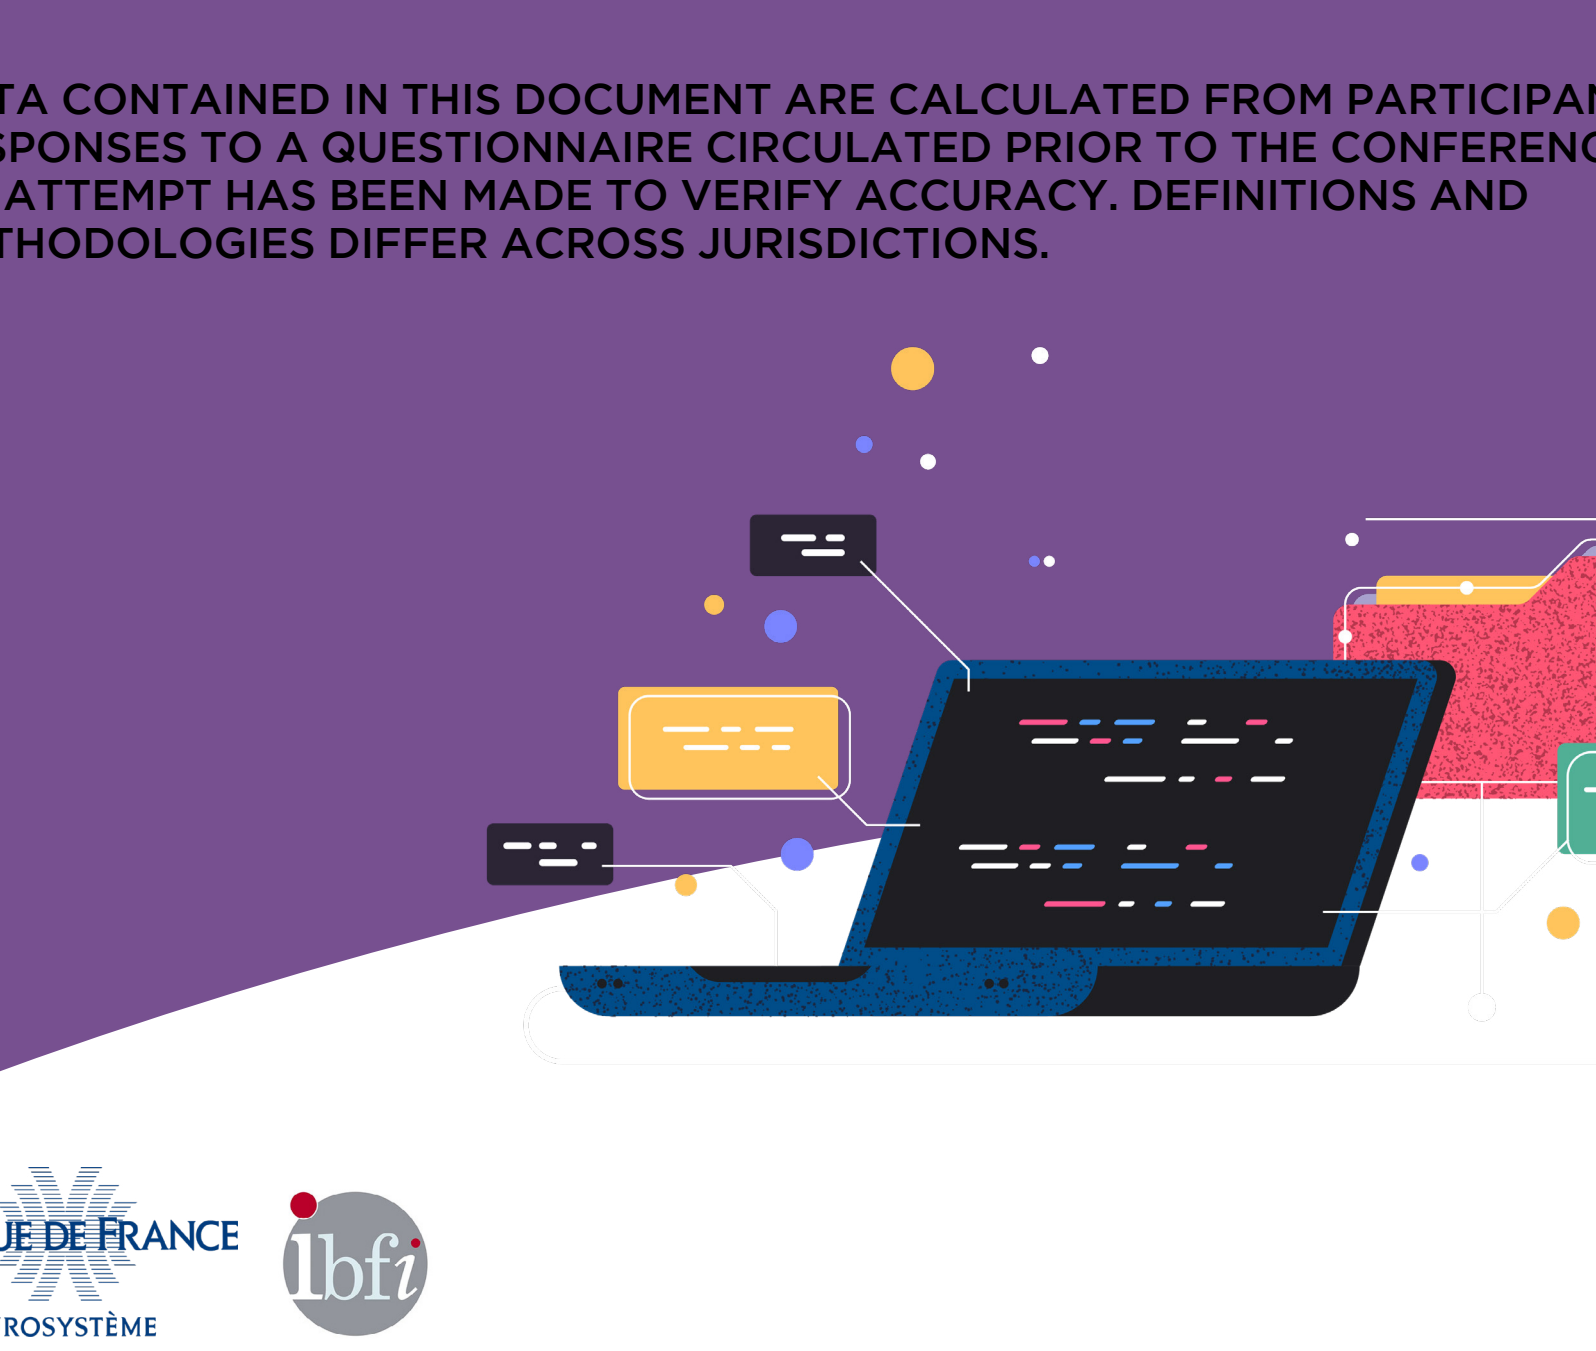 TA CONTAINED IN THIS DOCUMENT ARE CALCULATED FROM PARTICIPAN
SPONSES TO A QUESTIONNAIRE CIRCULATED PRIOR TO THE CONFERENC
ATTEMPT HAS BEEN MADE TO VERIFY ACCURACY. DEFINITIONS AND
THODOLOGIES DIFFER ACROSS JURISDICTIONS.
UE DE FRANCE
ROSYSTÈME
ibfi